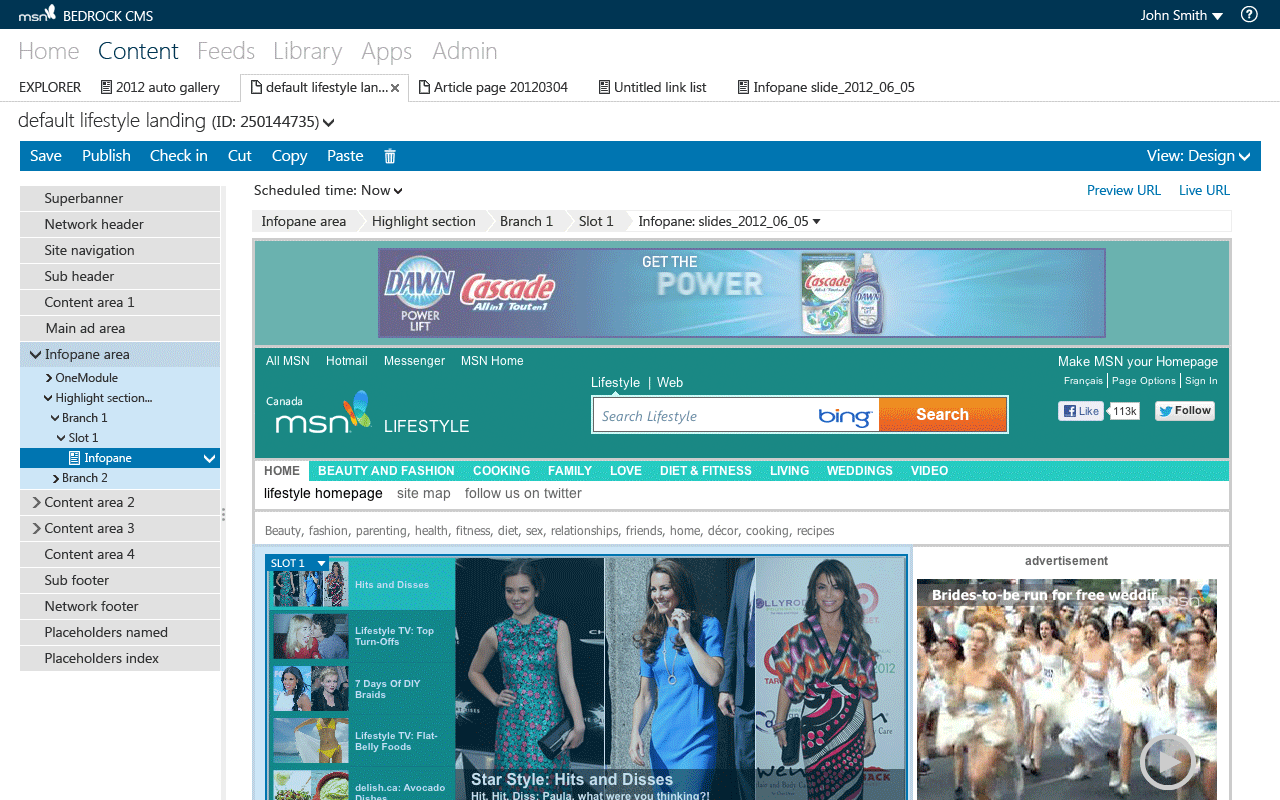 msn BEDROCK CMS John Smith ?
Home Content Feeds Library Apps Admin
EXPLORER 2012 auto gallery default lifestyle lan... Article page 20120304 Untitled link list Infopane slide_2012_06_05
default lifestyle landing (ID: 250144735)
Save Publish Check in Cut Copy Paste View: Design
Superbanner
Network header
Site navigation
Sub header
Content area 1
Main ad area
Infopane area
OneModule
Highlight section...
Branch 1
Slot 1
Infopane
Branch 2
Content area 2
Content area 3
Content area 4
Sub footer
Network footer
Placeholders named
Placeholders index
Scheduled time: Now Preview URL Live URL
Infopane area Highlight section Branch 1 Slot 1 Infopane: slides_2012_06_05
DAWN
POWER
LIFT
Cascade
All in 1 Tout en 1
GET THE
POWER
Cascade
DAWN
All MSN Hotmail Messenger MSN Home Make MSN your Homepage
Français Page Options Sign In
Lifestyle | Web
Canada
msn LIFESTYLE
Search Lifestyle bing Search
Like 113k Follow
HOME BEAUTY AND FASHION COOKING FAMILY LOVE DIET & FITNESS LIVING WEDDINGS VIDEO
lifestyle homepage site map follow us on twitter
Beauty, fashion, parenting, health, fitness, diet, sex, relationships, friends, home, décor, cooking, recipes
SLOT 1
Hits and Disses
Lifestyle TV: Top
Turn-Offs
7 Days Of DIY
Braids
Lifestyle TV: Flat-
Belly Foods
delish.ca: Avocado
Dishes
Star Style: Hits and Disses
Hit, Hit, Diss: Paula, what were you thinking?!
advertisement
Brides-to-be run for free weddi
msn